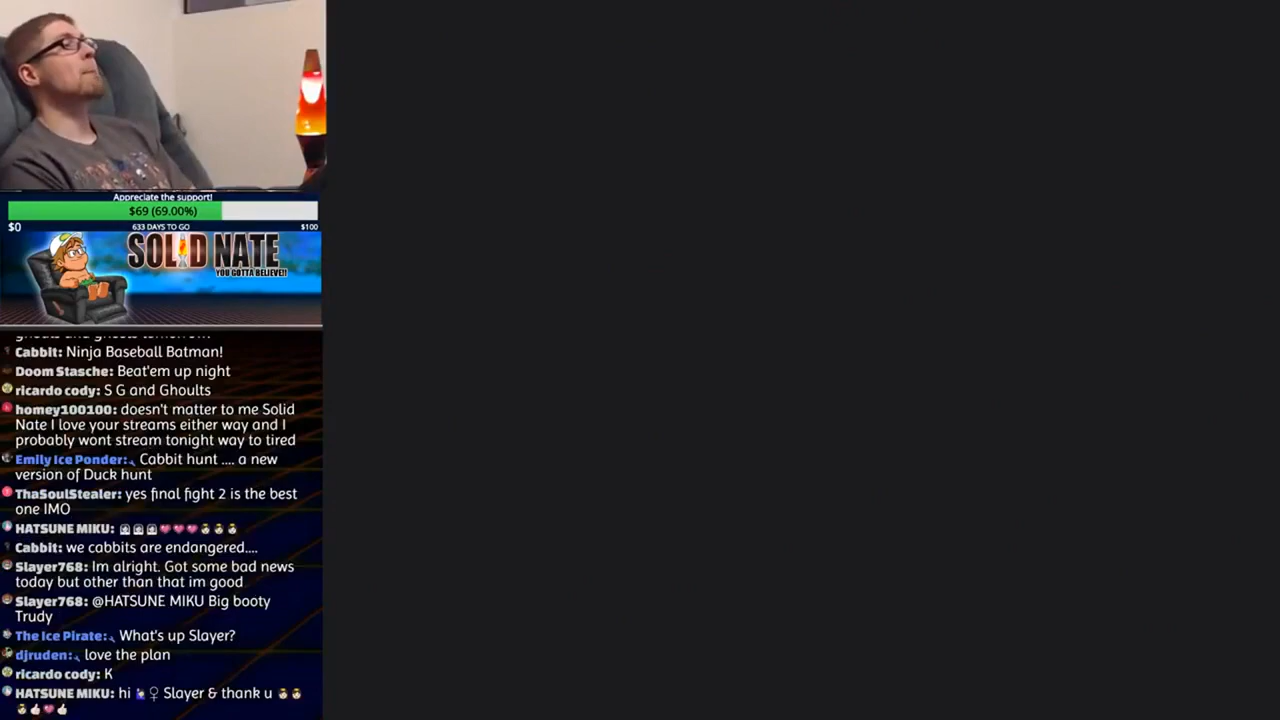 Appreciate the support!
$69 (69.00%)
$0 633 DAYS TO GO $100
SOLID NATE
YOU GOTTA BELIEVE!!
ghouls and ghosts tomorrow.
Cabbit: Ninja Baseball Batman!
Doom Stasche: Beat'em up night
ricardo cody: S G and Ghoults
homey100100: doesn't matter to me Solid
Nate I love your streams either way and I
probably wont stream tonight way to tired
Emily Ice Ponder: Cabbit hunt .... a new
version of Duck hunt
ThaSoulStealer: yes final fight 2 is the best
one IMO
HATSUNE MIKU:
Cabbit: we cabbits are endangered....
Slayer768: Im alright. Got some bad news
today but other than that im good
Slayer768: @HATSUNE MIKU Big booty
Trudy
The Ice Pirate: What's up Slayer?
djruden: love the plan
ricardo cody: K
HATSUNE MIKU: hi 🙋🏻♀ Slayer & thank u